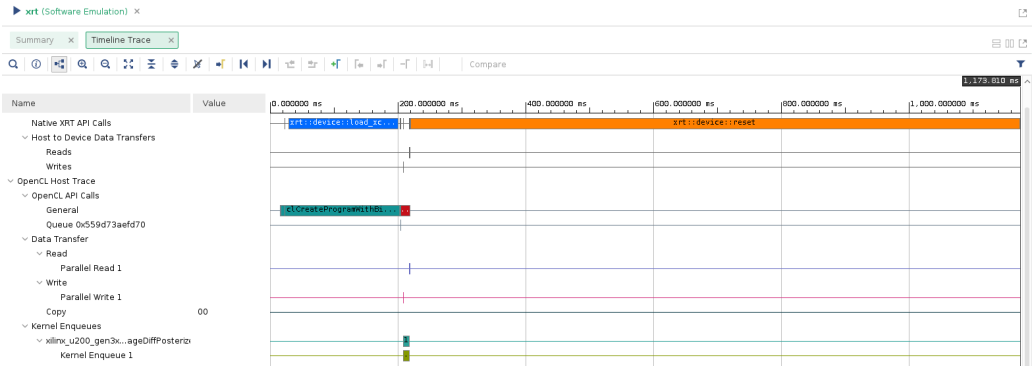 xrt (Software Emulation) ×
Summary × Timeline Trace ×
Compare
1,173.810 ms
Name Value 0.000000 ms 200.000000 ms 400.000000 ms 600.000000 ms 800.000000 ms 1,000.000000 ms
Native XRT API Calls xrt::device::load_xc... xrt::device::reset
Host to Device Data Transfers
Reads
Writes
OpenCL Host Trace
OpenCL API Calls
General clCreateProgramWithBi...
Queue 0x559d73aefd70
Data Transfer
Read
Parallel Read 1
Write
Parallel Write 1
Copy 00
Kernel Enqueues
xilinx_u200_gen3x...ageDiffPosteriz
Kernel Enqueue 1